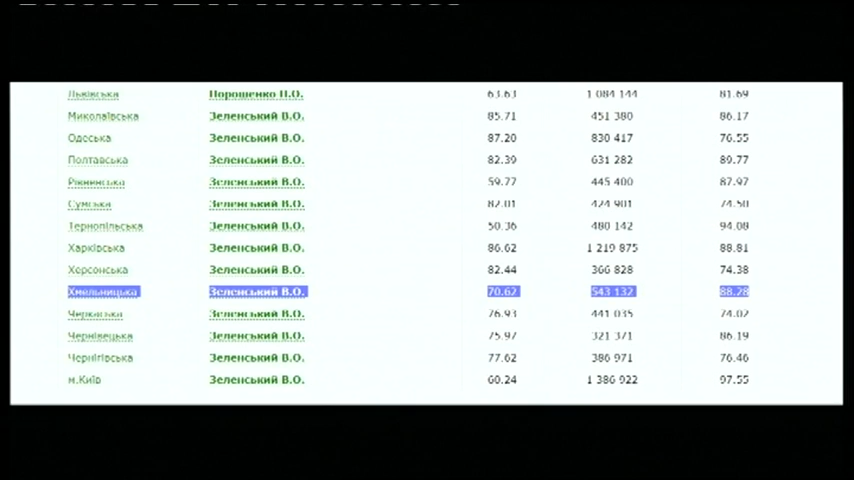 Львівська Порошенко П.О. 63.63 1 084 144 81.69
Миколаївська Зеленський В.О. 85.71 451 380 86.17
Одеська Зеленський В.О. 87.20 830 417 76.55
Полтавська Зеленський В.О. 82.39 631 282 89.77
Рівненська Зеленський В.О. 59.77 445 400 87.97
Сумська Зеленський В.О. 82.01 424 901 74.50
Тернопільська Зеленський В.О. 50.36 480 142 94.08
Харківська Зеленський В.О. 86.62 1 219 875 88.81
Херсонська Зеленський В.О. 82.44 366 828 74.38
Хмельницька Зеленський В.О. 70.62 543 132 88.28
Черкаська Зеленський В.О. 76.93 441 035 74.02
Чернівецька Зеленський В.О. 75.97 321 371 86.19
Чернігівська Зеленський В.О. 77.62 386 971 76.46
м.Київ Зеленський В.О. 60.24 1 386 922 97.55